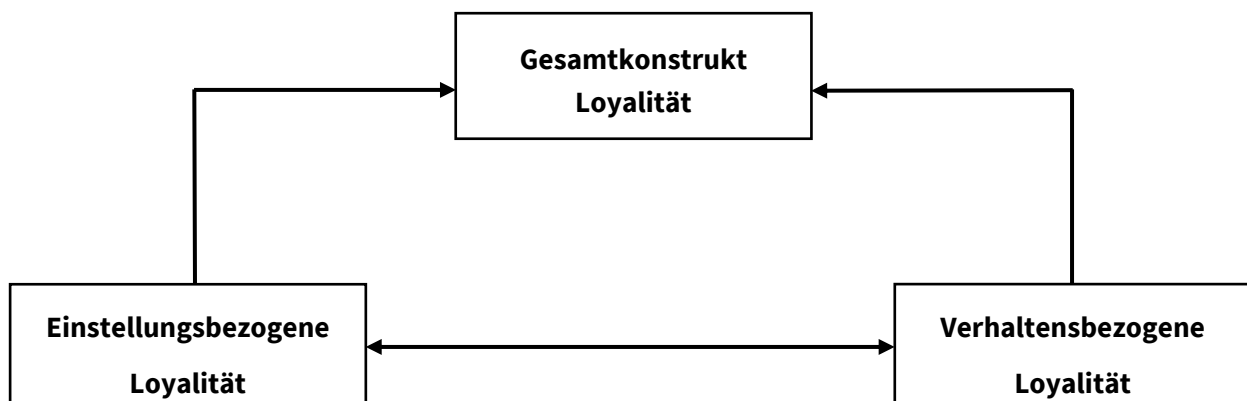 Gesamtkonstrukt
Loyalität
Einstellungsbezogene
Loyalität
Verhaltensbezogene
Loyalität